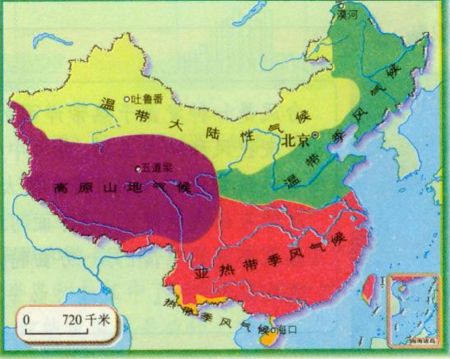 漠河
吐鲁番
温带大陆性气候
温带季风气候
北京
五道梁
高原山地气候
亚热带季风气候
热带季风气候
海口
0 720千米
南海诸岛